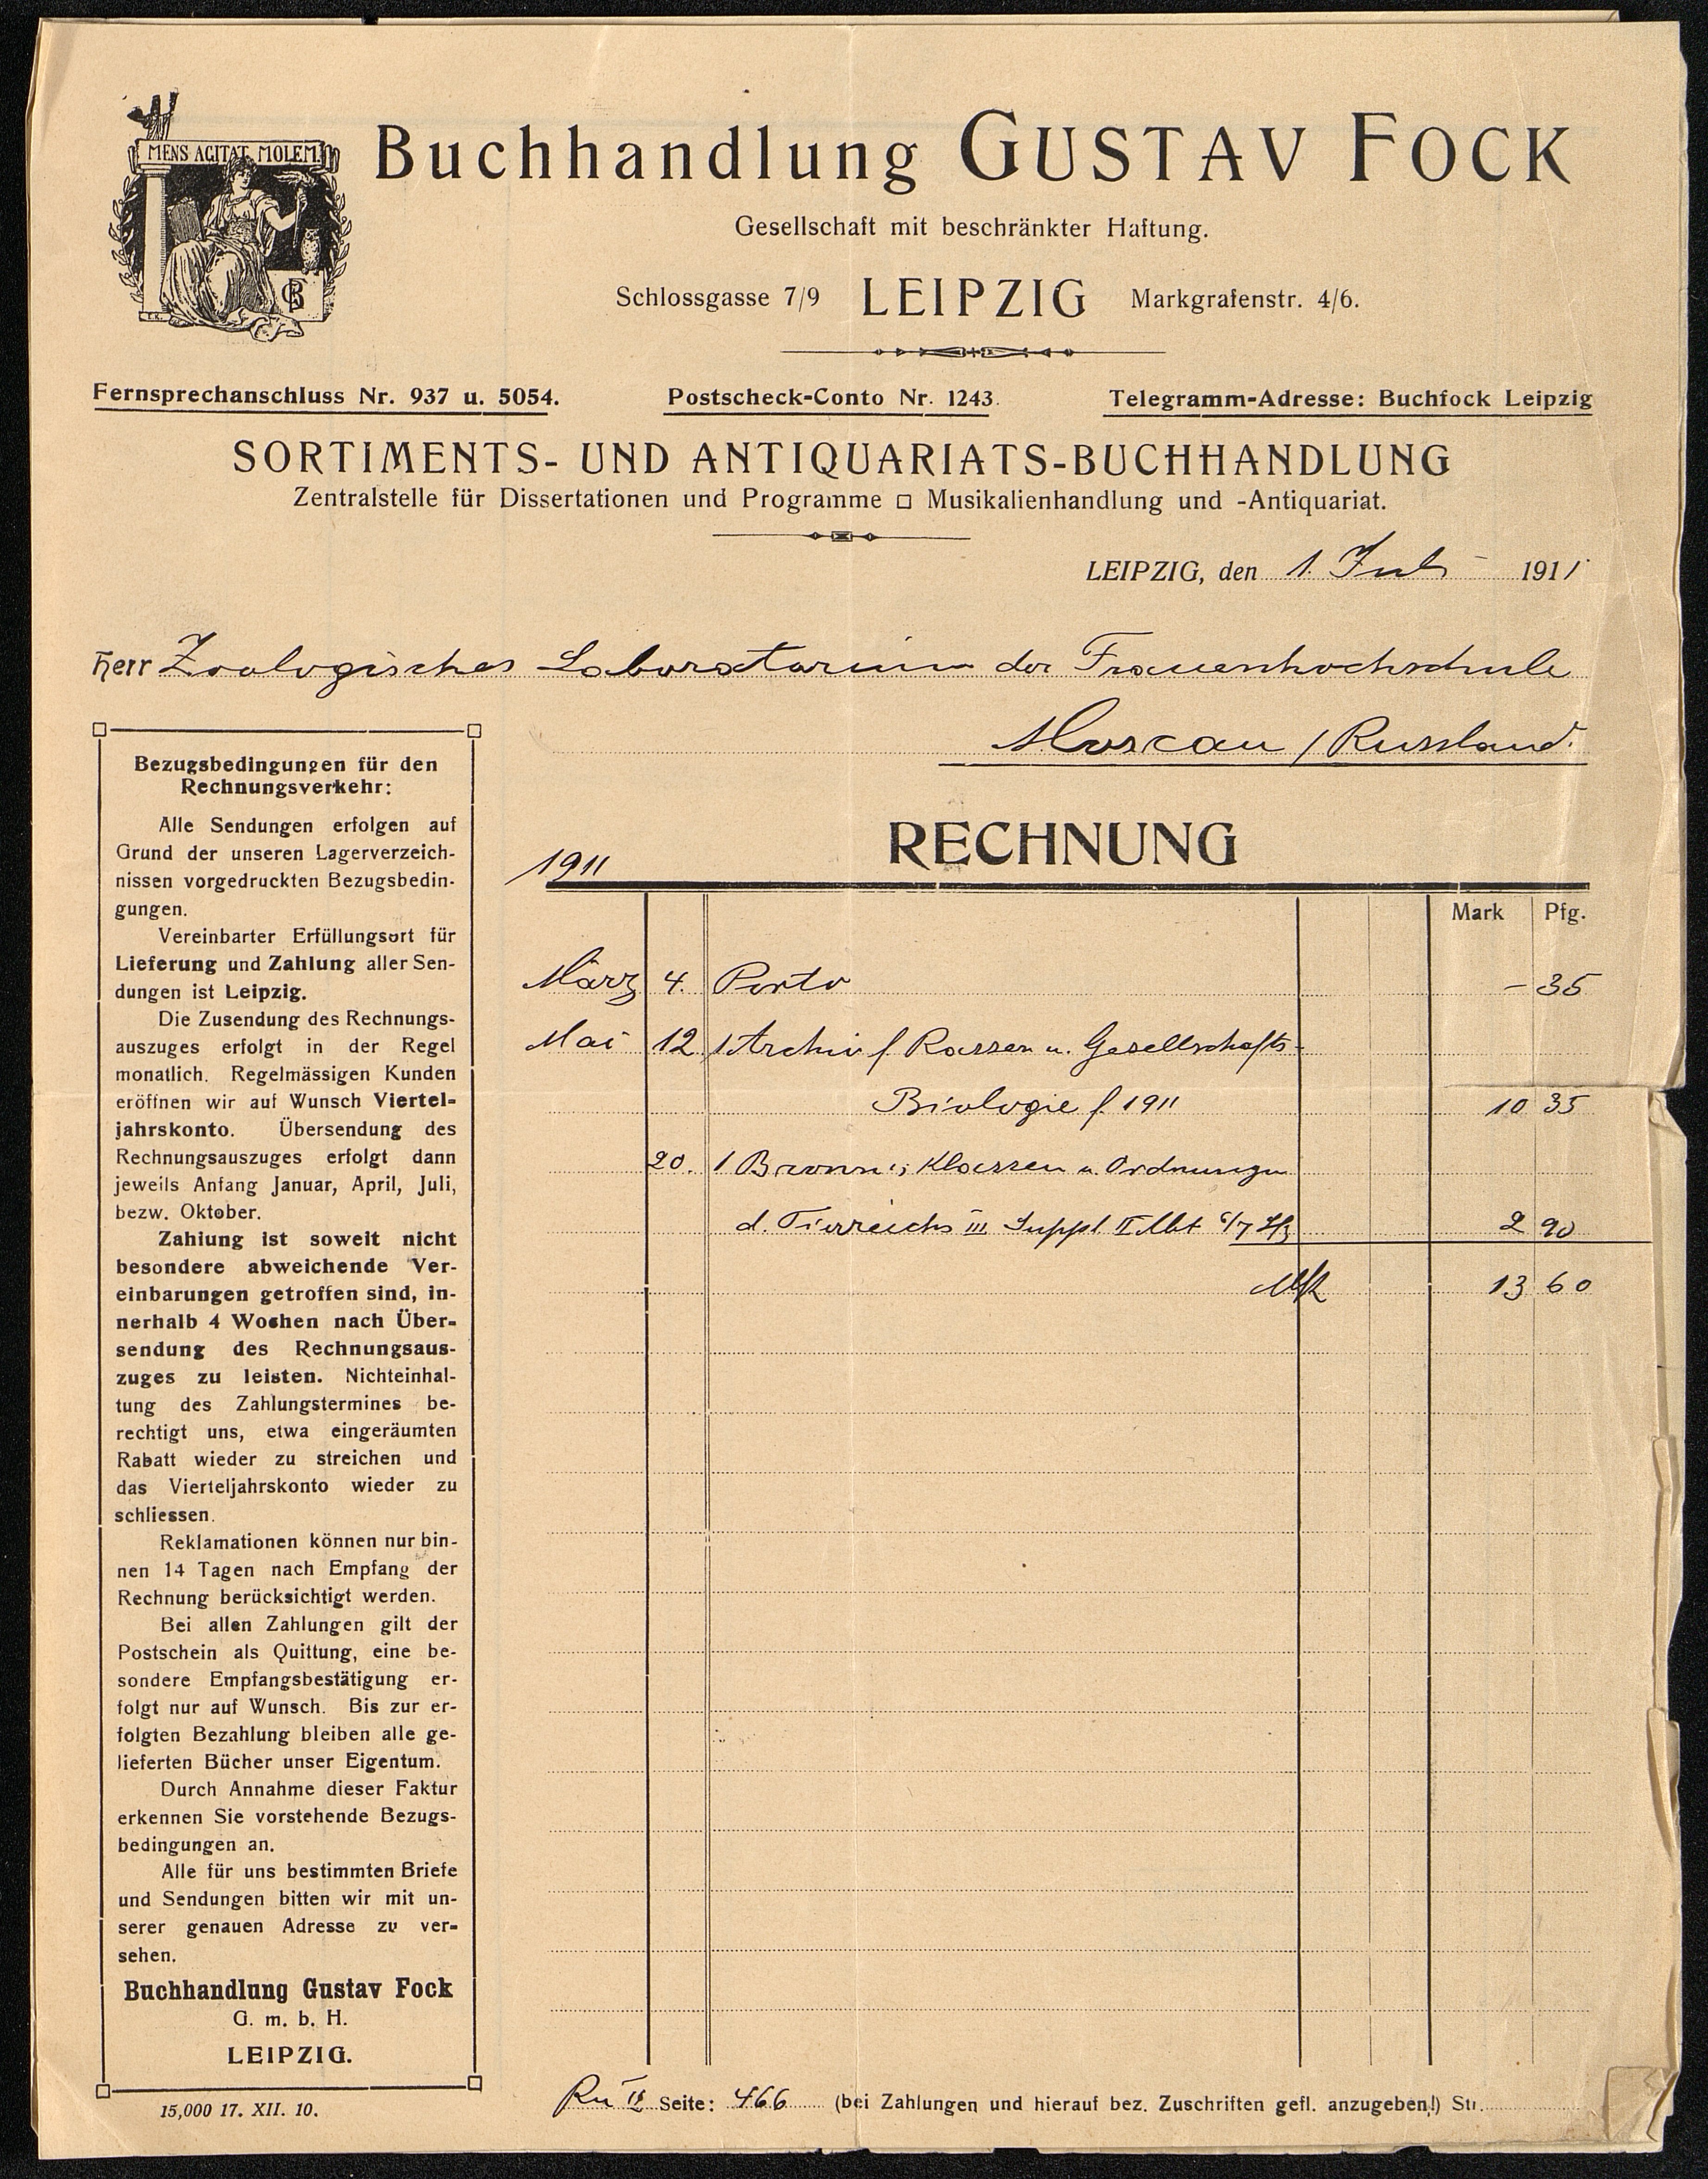 MENS AGITAT MOLEM
Buchhandlung GUSTAV FOCK
Gesellschaft mit beschränkter Haftung.
Schlossgasse 7/9 LEIPZIG Markgrafenstr. 4/6.
Fernsprechanschluss Nr. 937 u. 5054. Postscheck-Conto Nr. 1243. Telegramm-Adresse: Buchfock Leipzig
SORTIMENTS- UND ANTIQUARIATS-BUCHHANDLUNG
Zentralstelle für Dissertationen und Programme □ Musikalienhandlung und -Antiquariat.
LEIPZIG, den 1. Juli 1911
Herr Zoologisches Laboratorium der Frauenhochschule
Moscau / Russland.
Bezugsbedingungen für den
Rechnungsverkehr:
Alle Sendungen erfolgen auf
Grund der unseren Lagerverzeich-
nissen vorgedruckten Bezugsbedin-
gungen.
Vereinbarter Erfüllungsort für
Lieferung und Zahlung aller Sen-
dungen ist Leipzig.
Die Zusendung des Rechnungs-
auszuges erfolgt in der Regel
monatlich. Regelmässigen Kunden
eröffnen wir auf Wunsch Viertel-
jahrskonto. Übersendung des
Rechnungsauszuges erfolgt dann
jeweils Anfang Januar, April, Juli,
bezw. Oktober.
Zahlung ist soweit nicht
besondere abweichende Ver-
einbarungen getroffen sind, in-
nerhalb 4 Wochen nach Über-
sendung des Rechnungsaus-
zuges zu leisten. Nichteinhal-
tung des Zahlungstermines be-
rechtigt uns, etwa eingeräumten
Rabatt wieder zu streichen und
das Vierteljahrskonto wieder zu
schliessen.
Reklamationen können nur bin-
nen 14 Tagen nach Empfang der
Rechnung berücksichtigt werden.
Bei allen Zahlungen gilt der
Postschein als Quittung, eine be-
sondere Empfangsbestätigung er-
folgt nur auf Wunsch. Bis zur er-
folgten Bezahlung bleiben alle ge-
lieferten Bücher unser Eigentum.
Durch Annahme dieser Faktur
erkennen Sie vorstehende Bezugs-
bedingungen an.
Alle für uns bestimmten Briefe
und Sendungen bitten wir mit un-
serer genauen Adresse zu ver-
sehen.
Buchhandlung Gustav Fock
G. m. b. H.
LEIPZIG.
15,000 17. XII. 10.
RECHNUNG
1911
Mark Pfg.
März 4. Porto – 35
Mai 12 1 Archiv f. Rassen u. Gesellschafts-
Biologie f. 1911 10 35
20. 1 Bronn's Klassen u. Ordnungen
d. Tierreichs III Suppl II Abt 6/7 Lfg 2 90
Mk 13 60
Ru II Seite: 466 (bei Zahlungen und hierauf bez. Zuschriften gefl. anzugeben!) Str.